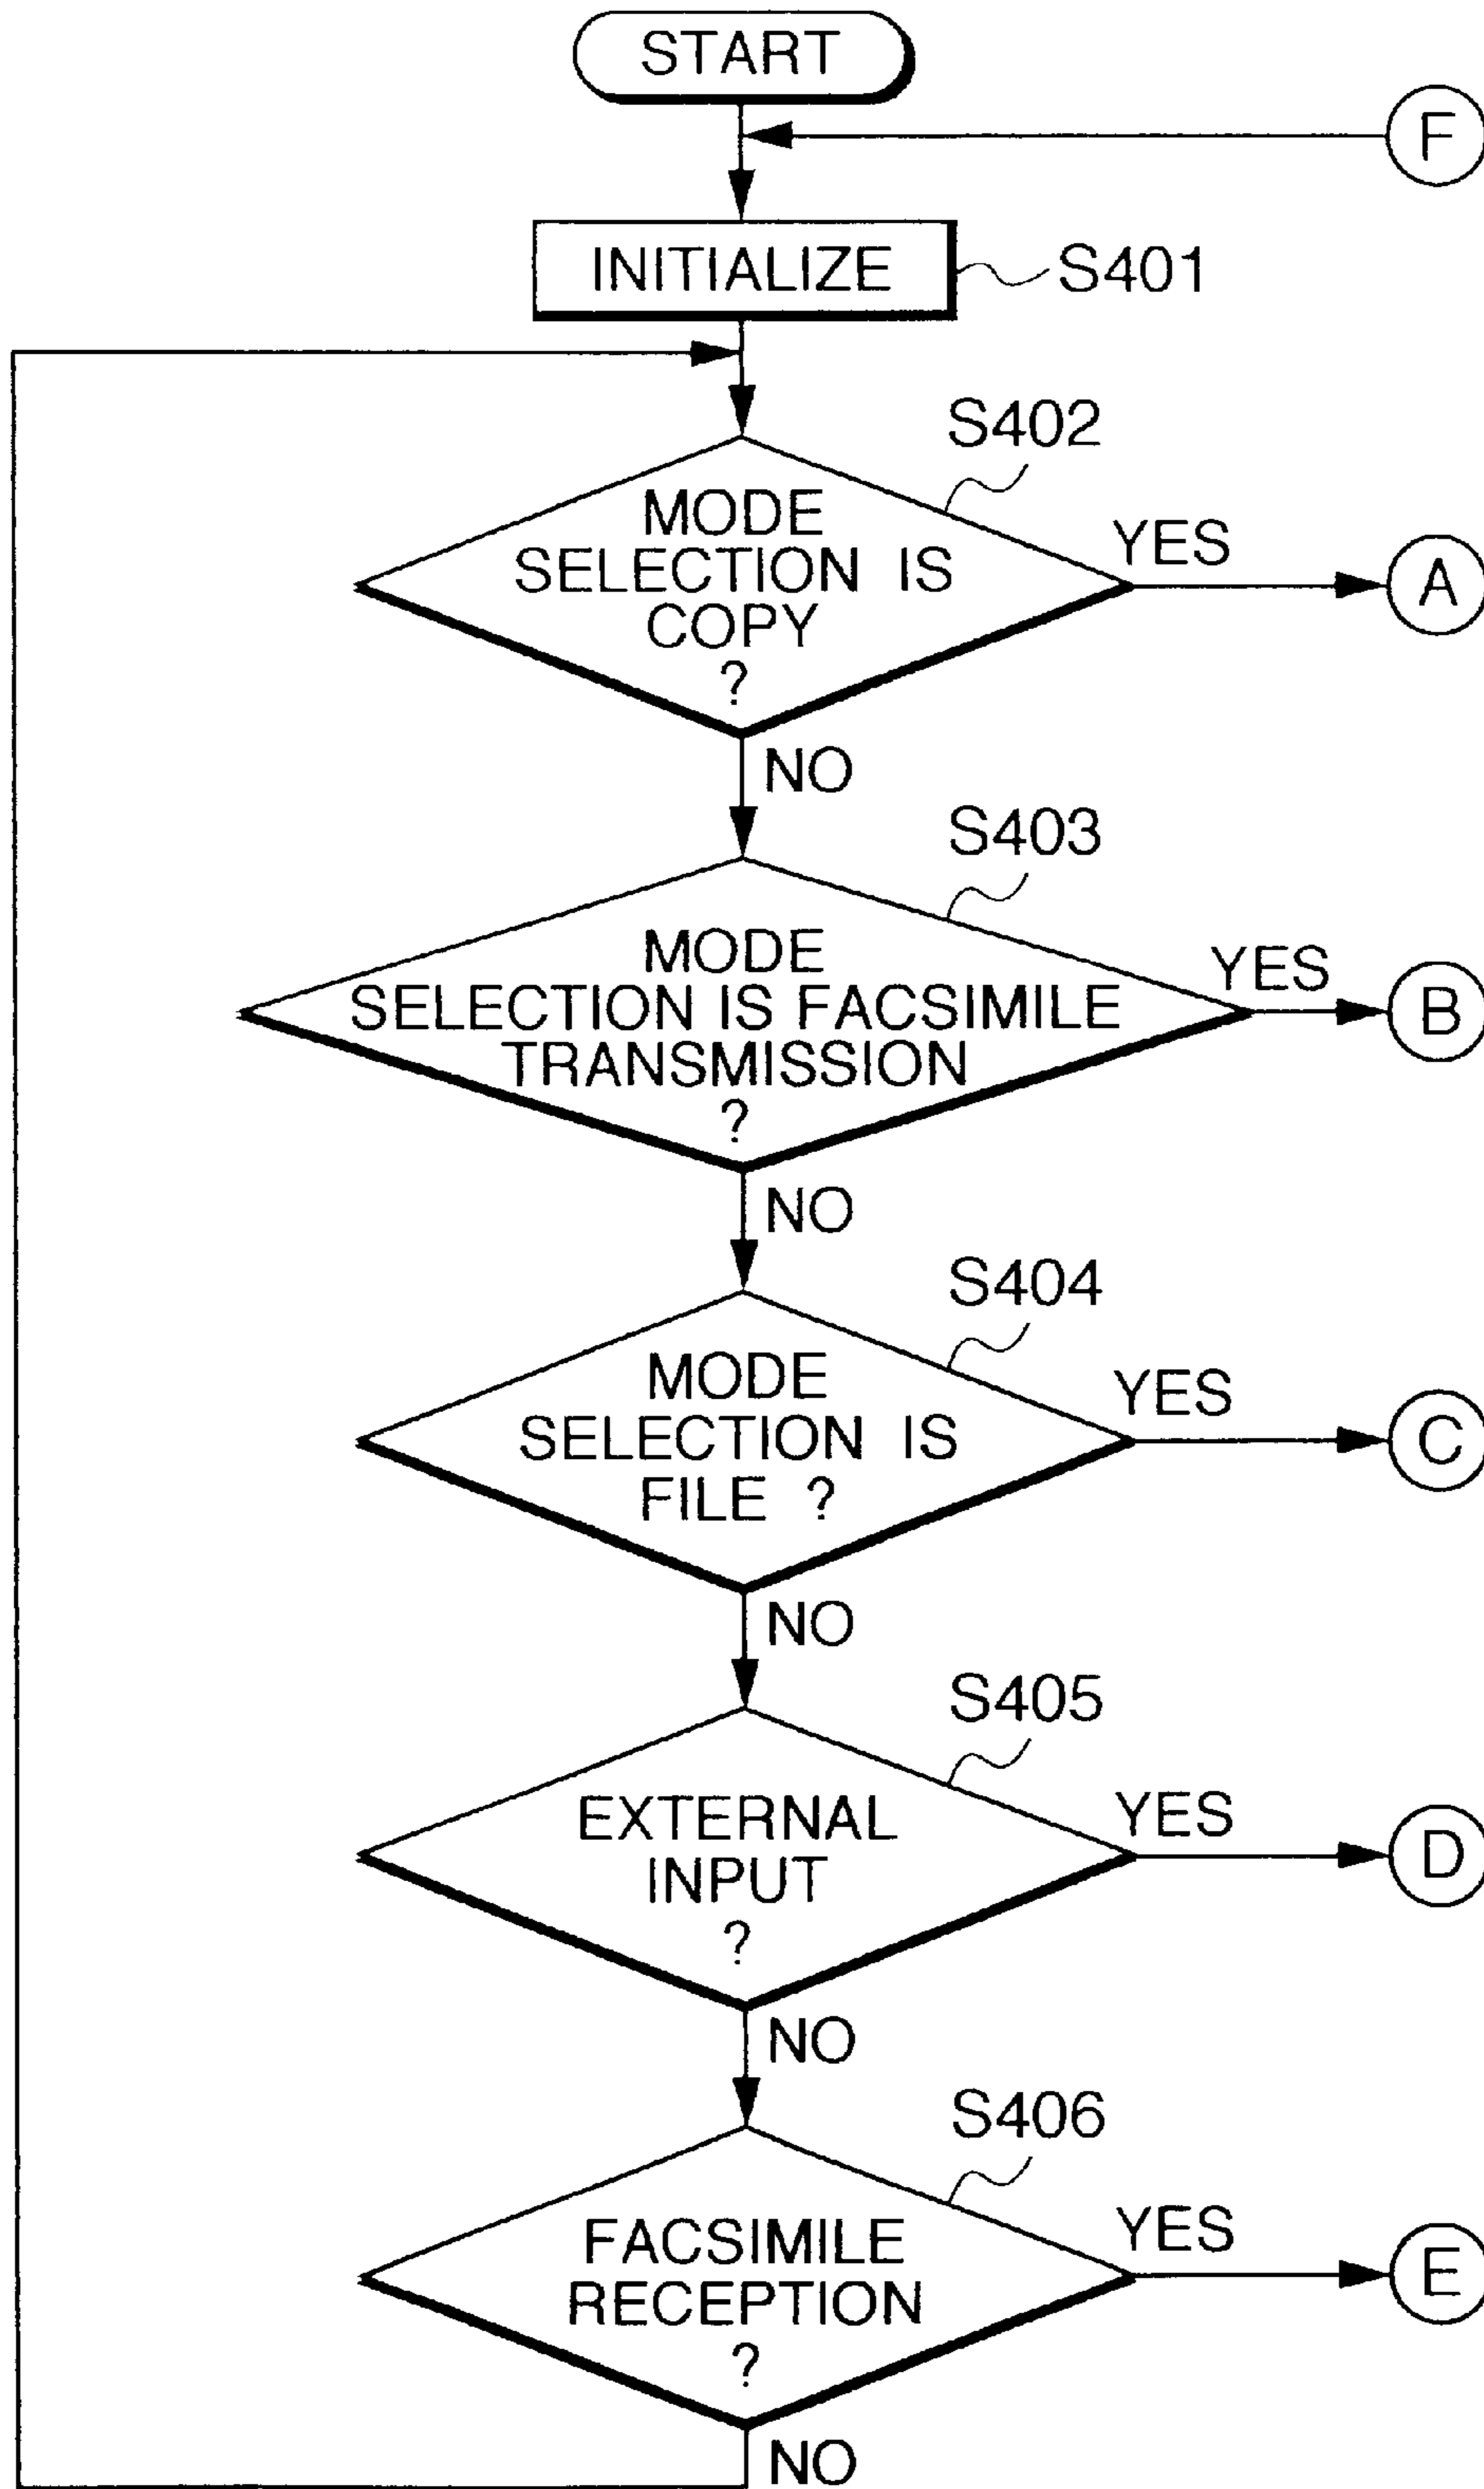 START
F
INITIALIZE
S401
S402
MODE
SELECTION IS
COPY
?
YES
A
NO
S403
MODE
SELECTION IS FACSIMILE
TRANSMISSION
?
YES
B
NO
S404
MODE
SELECTION IS
FILE ?
YES
C
NO
S405
EXTERNAL
INPUT
?
YES
D
NO
S406
FACSIMILE
RECEPTION
?
YES
E
NO